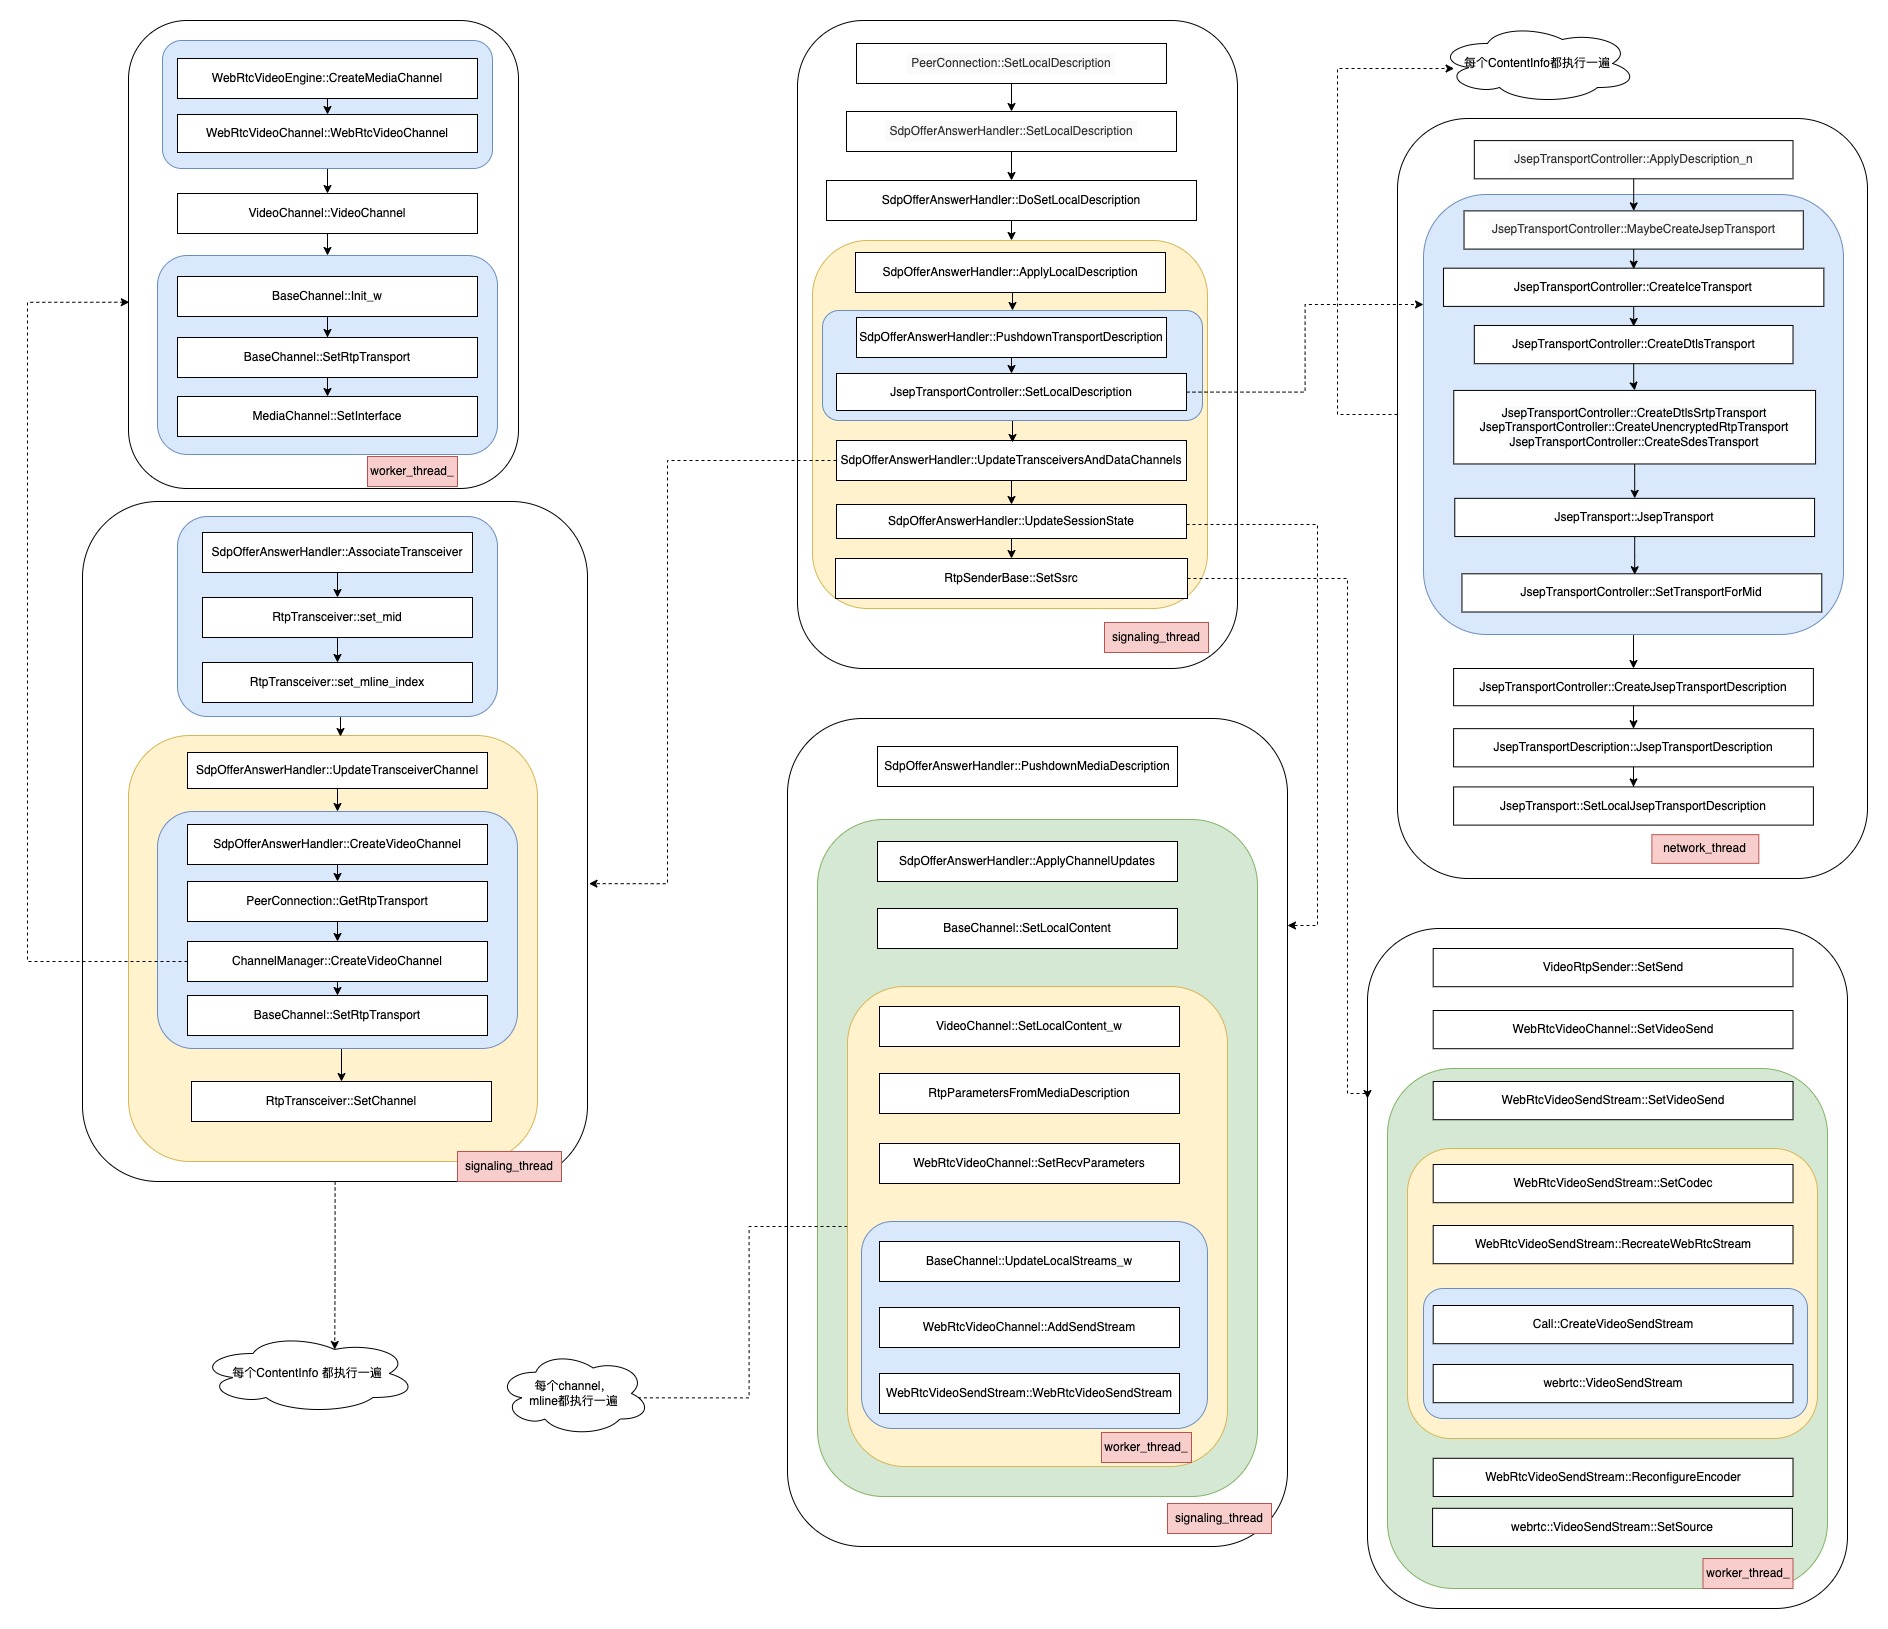 WebRtcVideoEngine::CreateMediaChannel
WebRtcVideoChannel::WebRtcVideoChannel
VideoChannel::VideoChannel
BaseChannel::Init_w
BaseChannel::SetRtpTransport
MediaChannel::SetInterface
worker_thread_
SdpOfferAnswerHandler::AssociateTransceiver
RtpTransceiver::set_mid
RtpTransceiver::set_mline_index
SdpOfferAnswerHandler::UpdateTransceiverChannel
SdpOfferAnswerHandler::CreateVideoChannel
PeerConnection::GetRtpTransport
ChannelManager::CreateVideoChannel
BaseChannel::SetRtpTransport
RtpTransceiver::SetChannel
signaling_thread
每个ContentInfo 都执行一遍
PeerConnection::SetLocalDescription
SdpOfferAnswerHandler::SetLocalDescription
SdpOfferAnswerHandler::DoSetLocalDescription
SdpOfferAnswerHandler::ApplyLocalDescription
SdpOfferAnswerHandler::PushdownTransportDescription
JsepTransportController::SetLocalDescription
SdpOfferAnswerHandler::UpdateTransceiversAndDataChannels
SdpOfferAnswerHandler::UpdateSessionState
RtpSenderBase::SetSsrc
signaling_thread
SdpOfferAnswerHandler::PushdownMediaDescription
SdpOfferAnswerHandler::ApplyChannelUpdates
BaseChannel::SetLocalContent
VideoChannel::SetLocalContent_w
RtpParametersFromMediaDescription
WebRtcVideoChannel::SetRecvParameters
BaseChannel::UpdateLocalStreams_w
WebRtcVideoChannel::AddSendStream
WebRtcVideoSendStream::WebRtcVideoSendStream
worker_thread_
signaling_thread
每个channel，
mline都执行一遍
每个ContentInfo都执行一遍
JsepTransportController::ApplyDescription_n
JsepTransportController::MaybeCreateJsepTransport
JsepTransportController::CreateIceTransport
JsepTransportController::CreateDtlsTransport
JsepTransportController::CreateDtlsSrtpTransport
JsepTransportController::CreateUnencryptedRtpTransport
JsepTransportController::CreateSdesTransport
JsepTransport::JsepTransport
JsepTransportController::SetTransportForMid
JsepTransportController::CreateJsepTransportDescription
JsepTransportDescription::JsepTransportDescription
JsepTransport::SetLocalJsepTransportDescription
network_thread
VideoRtpSender::SetSend
WebRtcVideoChannel::SetVideoSend
WebRtcVideoSendStream::SetVideoSend
WebRtcVideoSendStream::SetCodec
WebRtcVideoSendStream::RecreateWebRtcStream
Call::CreateVideoSendStream
webrtc::VideoSendStream
WebRtcVideoSendStream::ReconfigureEncoder
webrtc::VideoSendStream::SetSource
worker_thread_